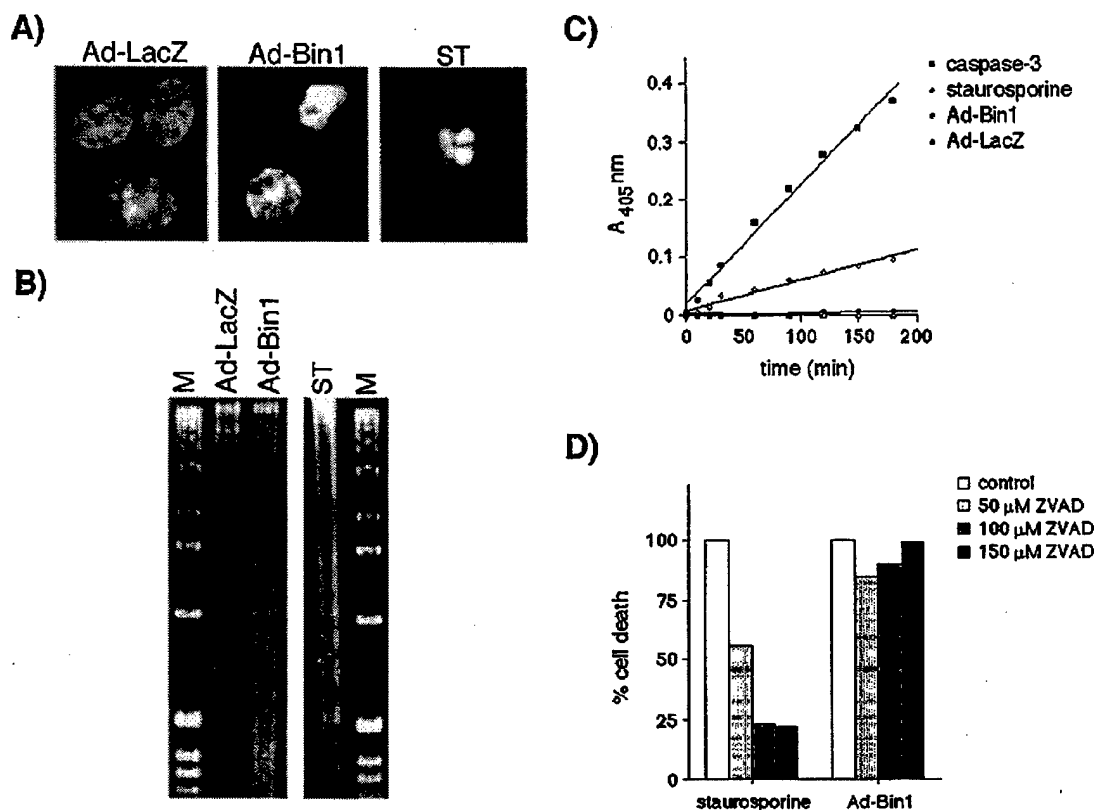 A)
Ad-LacZ
Ad-Bin1
ST
B)
M
Ad-LacZ
Ad-Bin1
ST
M
C)
0.4
0.3
0.2
0.1
0
A405nm
0
50
100
150
200
time (min)
caspase-3
staurosporine
Ad-Bin1
Ad-LacZ
D)
100
75
50
25
0
% cell death
staurosporine
Ad-Bin1
control
50 µM ZVAD
100 µM ZVAD
150 µM ZVAD